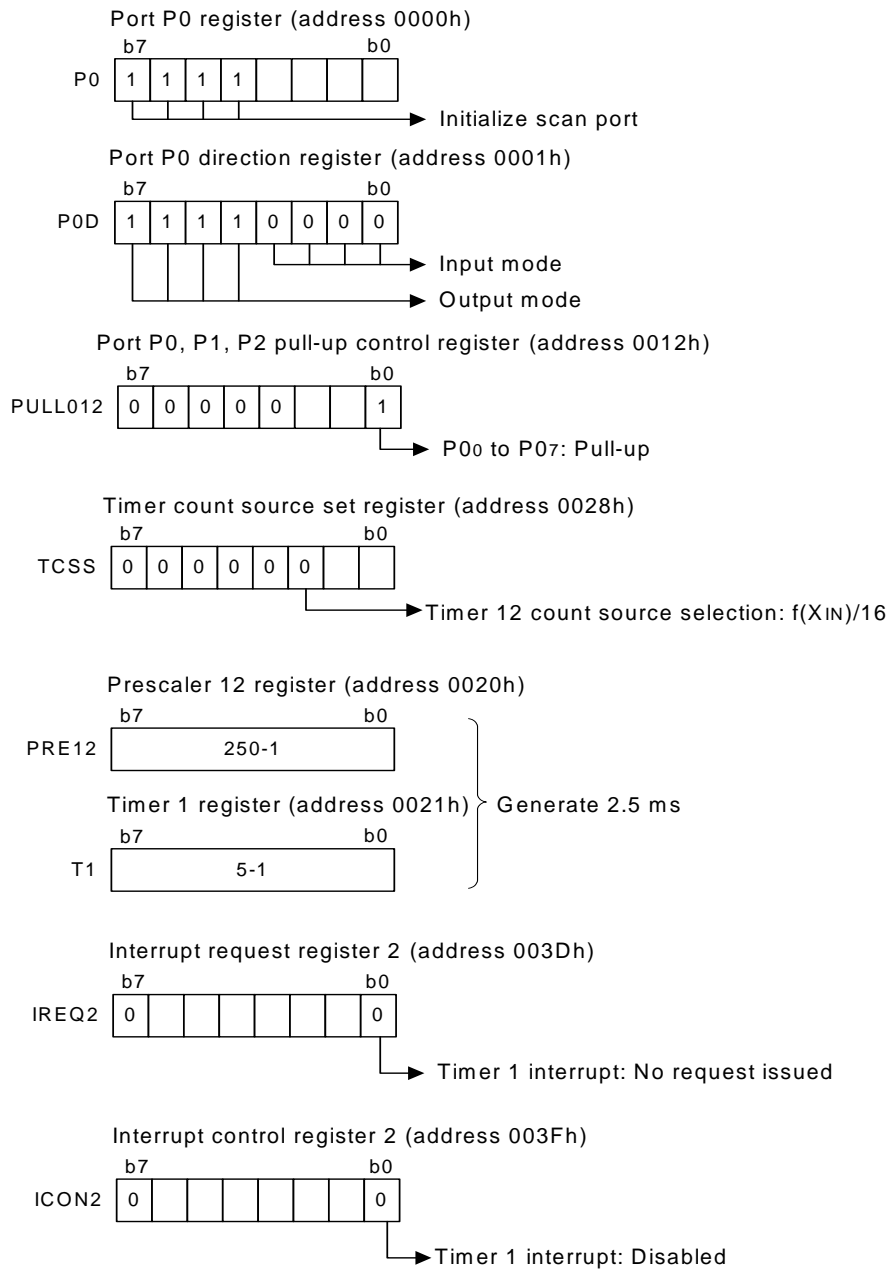 Port P0 register (address 0000h)
b7 b0
P0 1 1 1 1
Initialize scan port
Port P0 direction register (address 0001h)
b7 b0
P0D 1 1 1 1 0 0 0 0
Input mode
Output mode
Port P0, P1, P2 pull-up control register (address 0012h)
b7 b0
PULL012 0 0 0 0 0 1
P00 to P07: Pull-up
Timer count source set register (address 0028h)
b7 b0
TCSS 0 0 0 0 0 0
Timer 12 count source selection: f(XIN)/16
Prescaler 12 register (address 0020h)
b7 b0
PRE12 250-1
Timer 1 register (address 0021h) Generate 2.5 ms
b7 b0
T1 5-1
Interrupt request register 2 (address 003Dh)
b7 b0
IREQ2 0 0
Timer 1 interrupt: No request issued
Interrupt control register 2 (address 003Fh)
b7 b0
ICON2 0 0
Timer 1 interrupt: Disabled